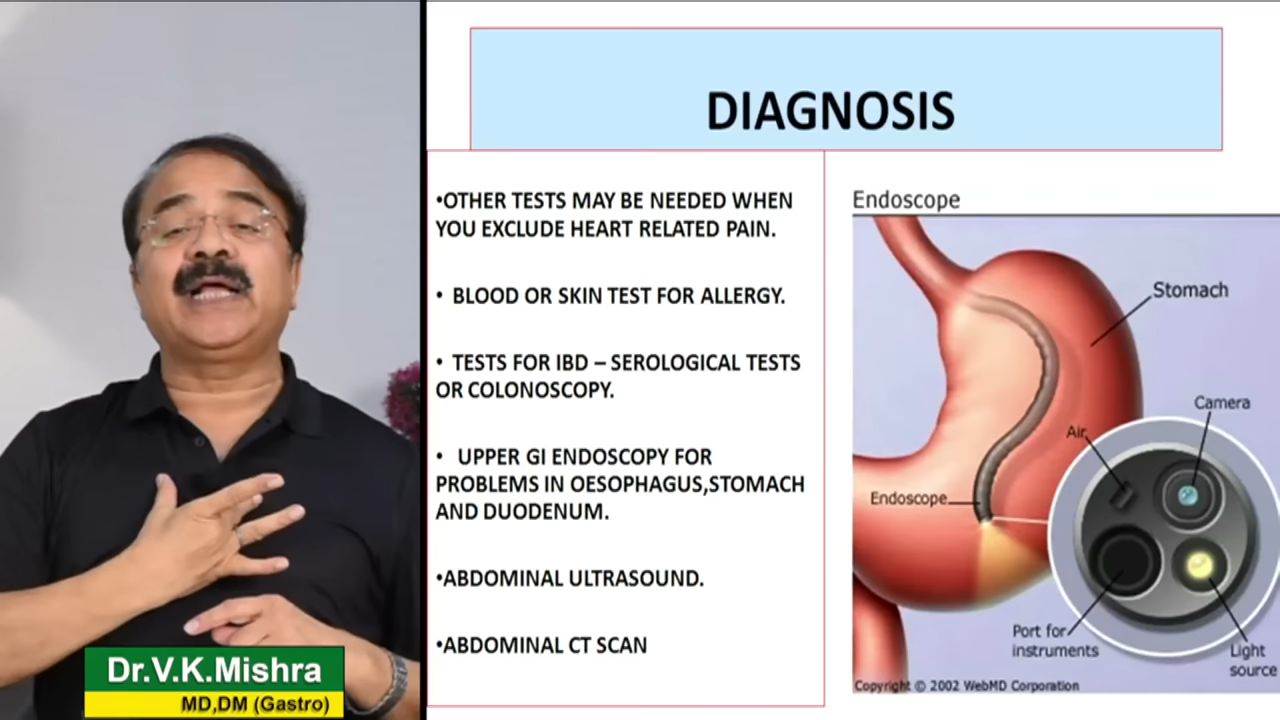 DIAGNOSIS
•OTHER TESTS MAY BE NEEDED WHEN
YOU EXCLUDE HEART RELATED PAIN.
• BLOOD OR SKIN TEST FOR ALLERGY.
• TESTS FOR IBD – SEROLOGICAL TESTS
OR COLONOSCOPY.
• UPPER GI ENDOSCOPY FOR
PROBLEMS IN OESOPHAGUS,STOMACH
AND DUODENUM.
•ABDOMINAL ULTRASOUND.
•ABDOMINAL CT SCAN
Endoscope
Stomach
Camera
Air
Endoscope
Port for
instruments
Light
source
Copyright © 2002 WebMD Corporation
Dr.V.K.Mishra
MD,DM (Gastro)